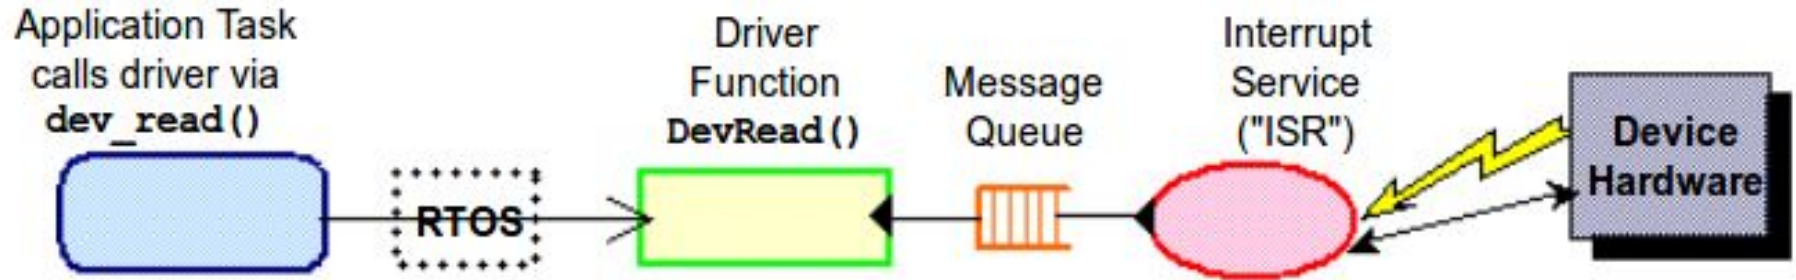 Application Task
calls driver via
dev_read()
RTOS
Driver
Function
DevRead()
Message
Queue
Interrupt
Service
("ISR")
Device
Hardware